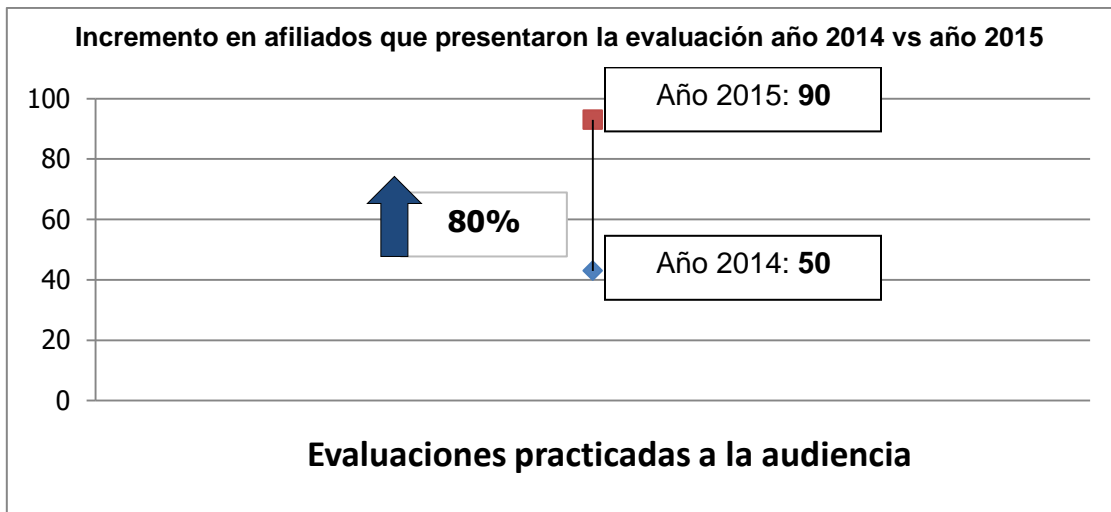 Incremento en afiliados que presentaron la evaluación año 2014 vs año 2015
100
80
60
40
20
0
Año 2015: 90
80%
Año 2014: 50
Evaluaciones practicadas a la audiencia